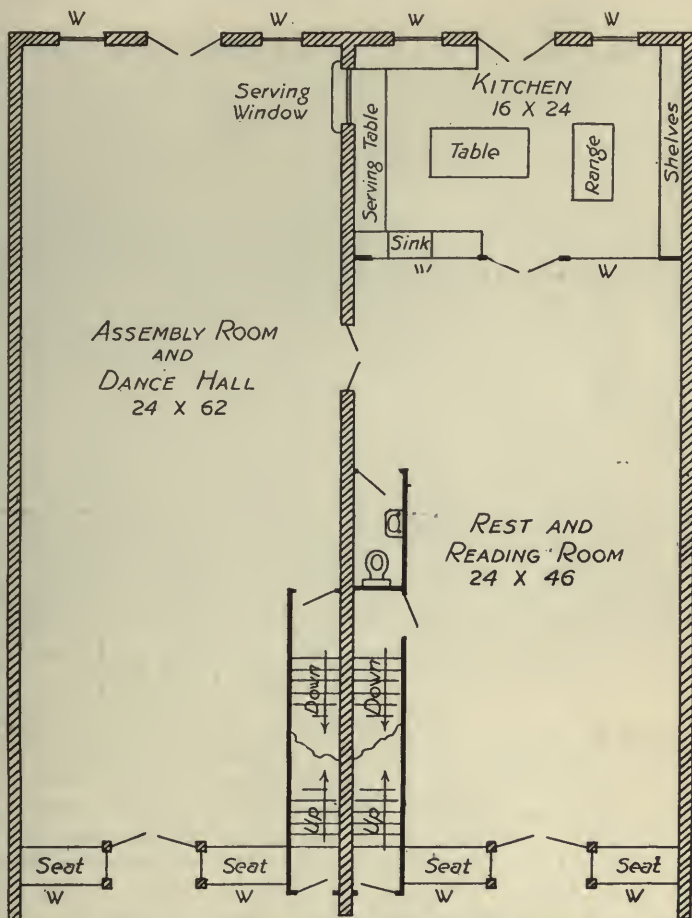 W
W
W
W
Serving
Window
KITCHEN
16 X 24
Serving Table
Table
Range
Shelves
Sink
W
W
ASSEMBLY ROOM
AND
DANCE HALL
24 X 62
REST AND
READING ROOM
24 X 46
Down
Down
Up
Up
Seat
Seat
Seat
Seat
W
W
W
W